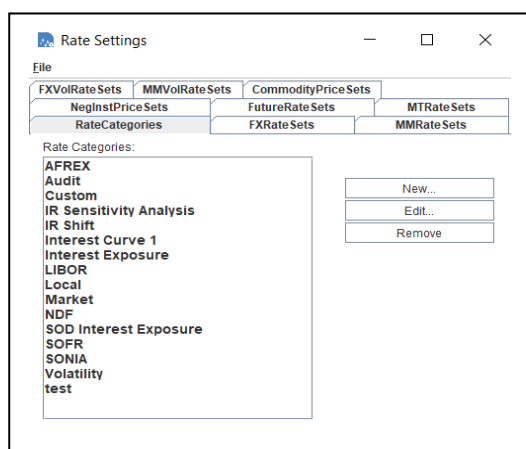 Rate Settings
File
FXVolRateSets MMVolRateSets CommodityPriceSets
NegInstPriceSets FutureRateSets MTRateSets
RateCategories FXRateSets MMRateSets
Rate Categories:
AFREX
Audit
Custom
IR Sensitivity Analysis
IR Shift
Interest Curve 1
Interest Exposure
LIBOR
Local
Market
NDF
SOD Interest Exposure
SOFR
SONIA
Volatility
test
New...
Edit...
Remove